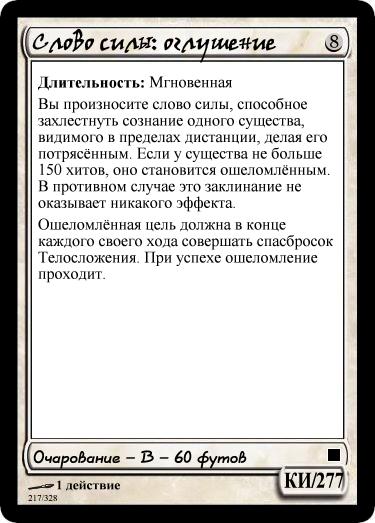 Слово силы: оглушение 8
Длительность: Мгновенная
Вы произносите слово силы, способное
захлестнуть сознание одного существа,
видимого в пределах дистанции, делая его
потрясённым. Если у существа не больше
150 хитов, оно становится ошеломлённым.
В противном случае это заклинание не
оказывает никакого эффекта.
Ошеломлённая цель должна в конце
каждого своего хода совершать спасбросок
Телосложения. При успехе ошеломление
проходит.
Очарование – В – 60 футов
1 действие
КИ/277
217/328